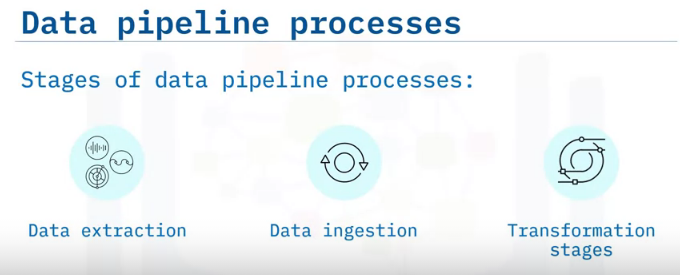 Data pipeline processes
Stages of data pipeline processes:
Data extraction
Data ingestion
Transformation
stages